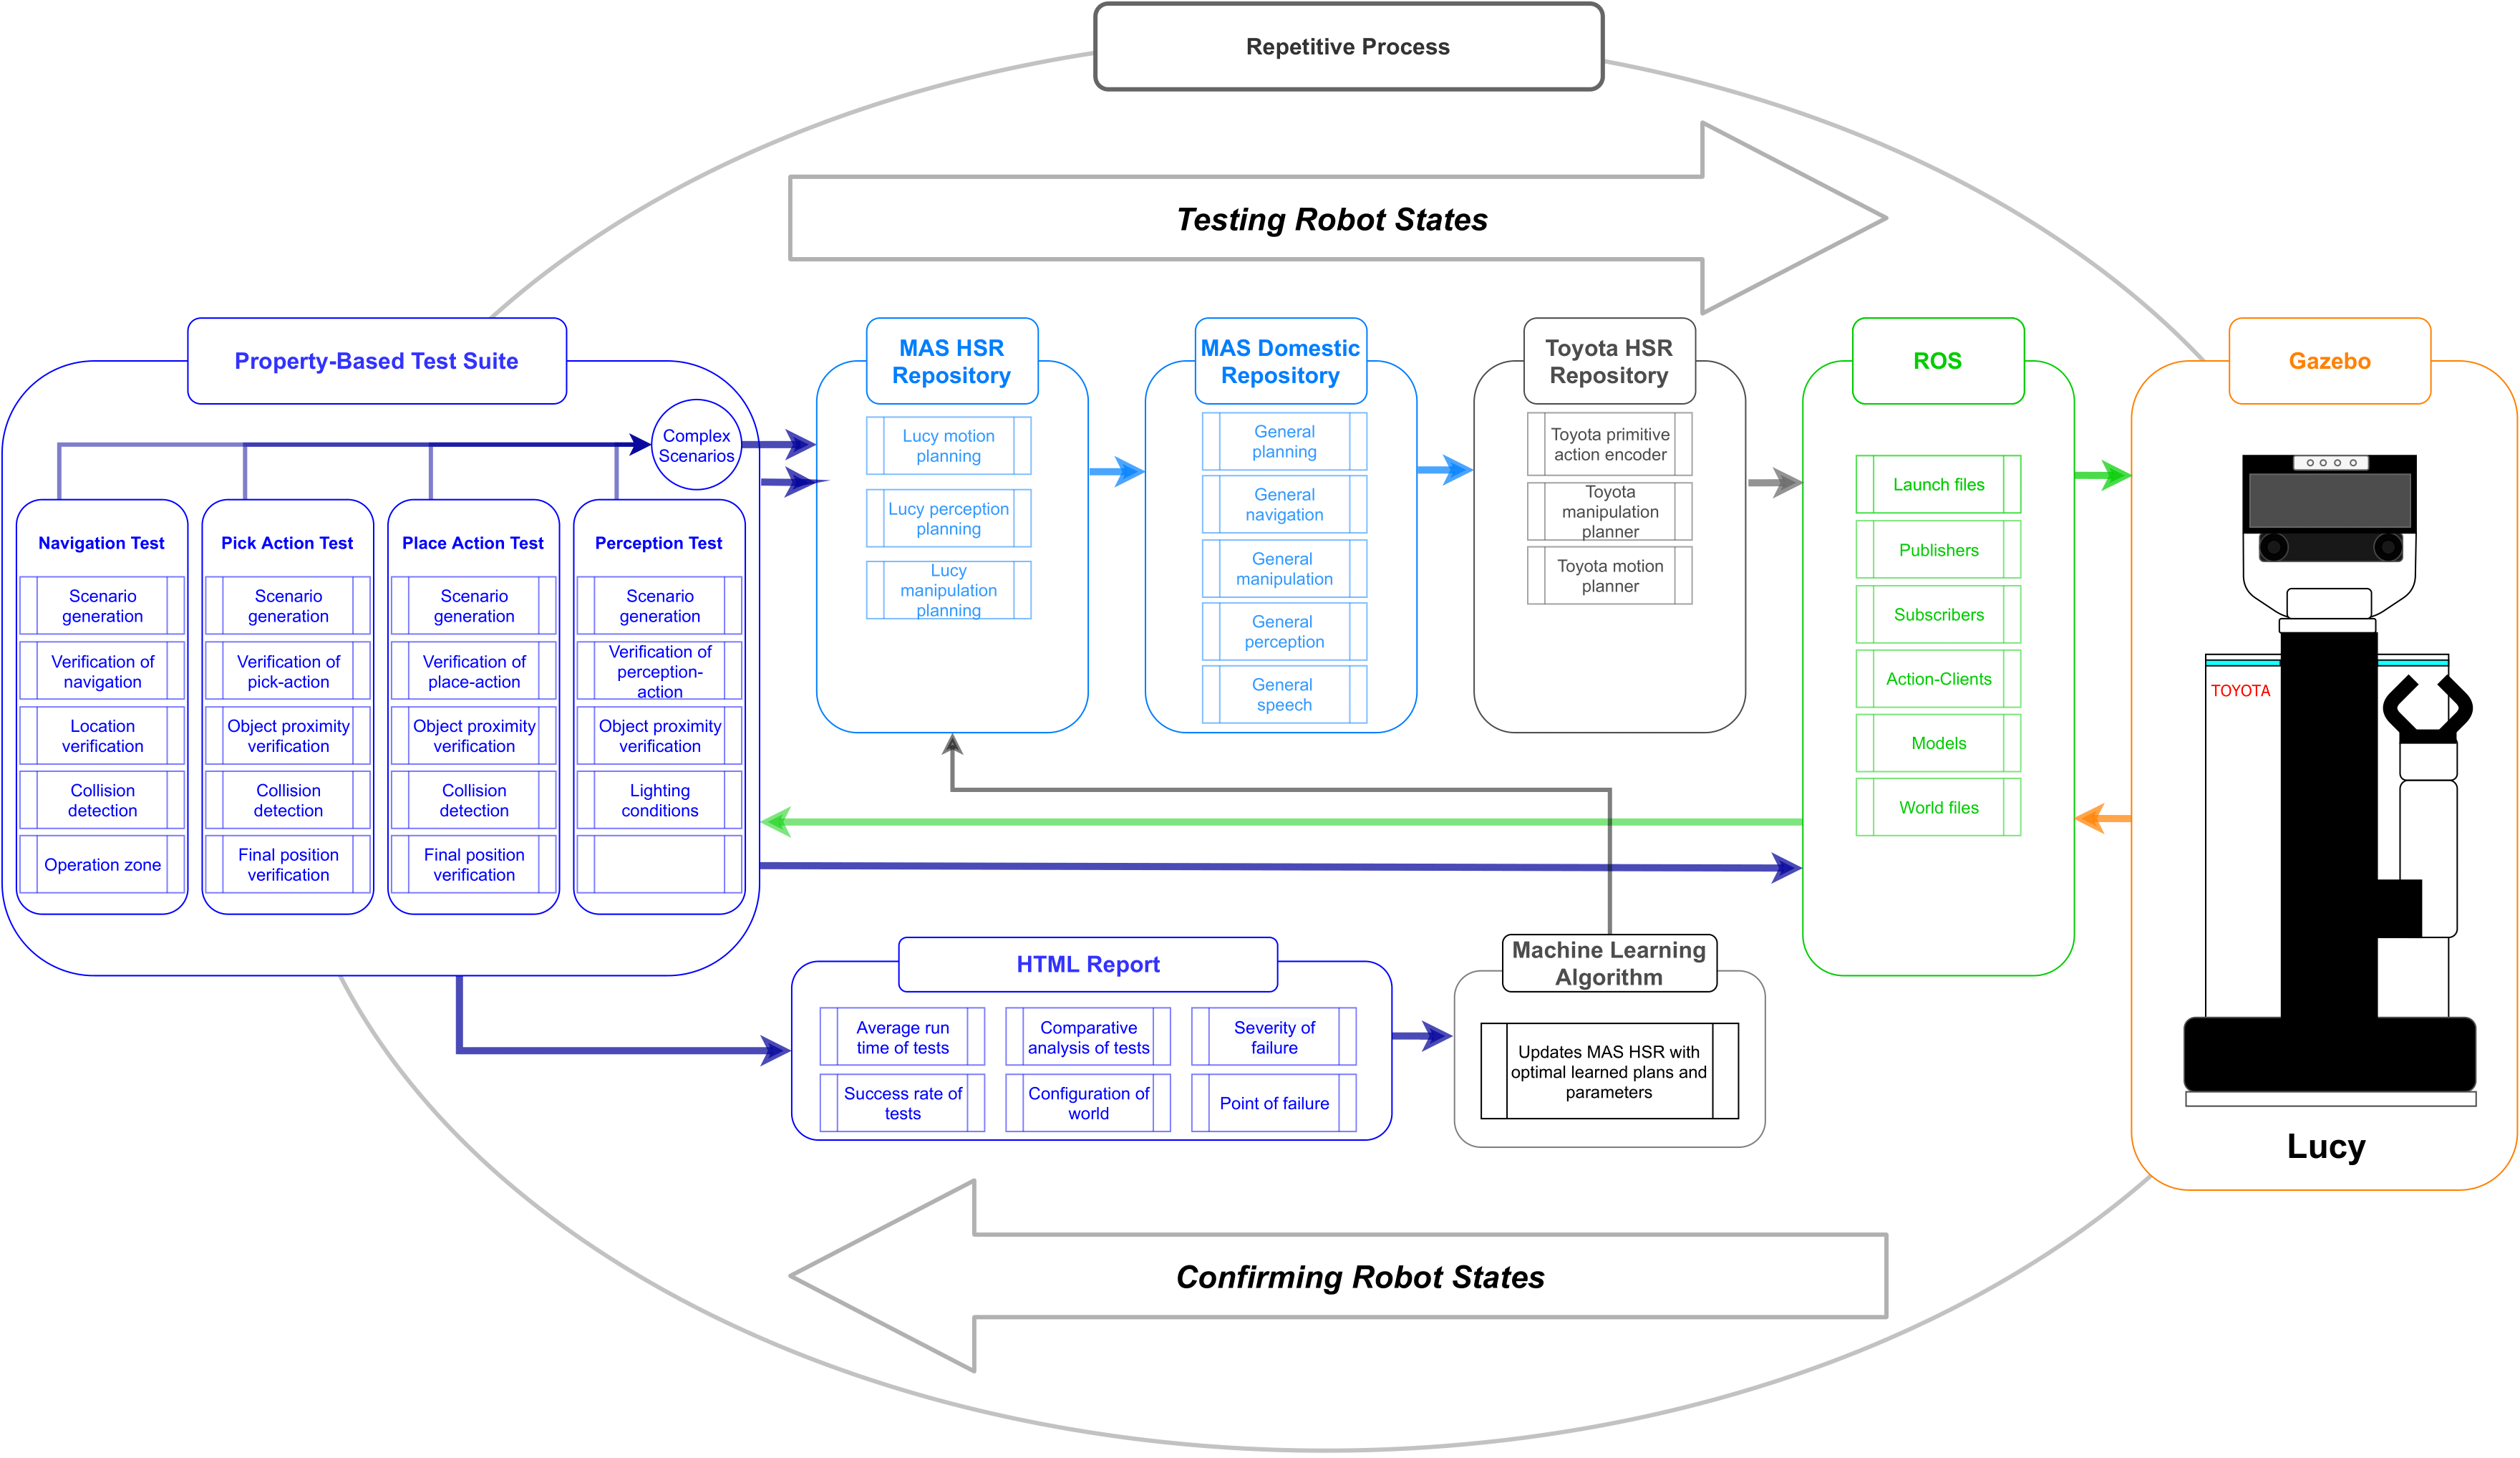 Repetitive Process
Testing Robot States
Property-Based Test Suite
Complex
Scenarios
Navigation Test
Scenario
generation
Verification of
navigation
Location
verification
Collision
detection
Operation zone
Pick Action Test
Scenario
generation
Verification of
pick-action
Object proximity
verification
Collision
detection
Final position
verification
Place Action Test
Scenario
generation
Verification of
place-action
Object proximity
verification
Collision
detection
Final position
verification
Perception Test
Scenario
generation
Verification of
perception-
action
Object proximity
verification
Lighting
conditions
MAS HSR
Repository
Lucy motion
planning
Lucy perception
planning
Lucy
manipulation
planning
MAS Domestic
Repository
General
planning
General
navigation
General
manipulation
General
perception
General
speech
Toyota HSR
Repository
Toyota primitive
action encoder
Toyota
manipulation
planner
Toyota motion
planner
ROS
Launch files
Publishers
Subscribers
Action-Clients
Models
World files
Gazebo
TOYOTA
Lucy
HTML Report
Average run
time of tests
Comparative
analysis of tests
Severity of
failure
Success rate of
tests
Configuration of
world
Point of failure
Machine Learning
Algorithm
Updates MAS HSR with
optimal learned plans and
parameters
Confirming Robot States